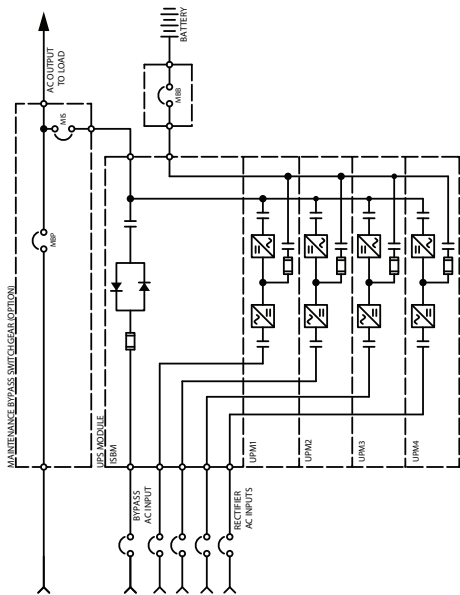 MAINTENANCE BYPASS SWITCHGEAR (OPTION)
MBP
MIS
AC OUTPUT
TO LOAD
BATTERY
MBB
UPS MODULE
ISBM
BYPASS
AC INPUT
RECTIFIER
AC INPUTS
UPM1
UPM2
UPM3
UPM4